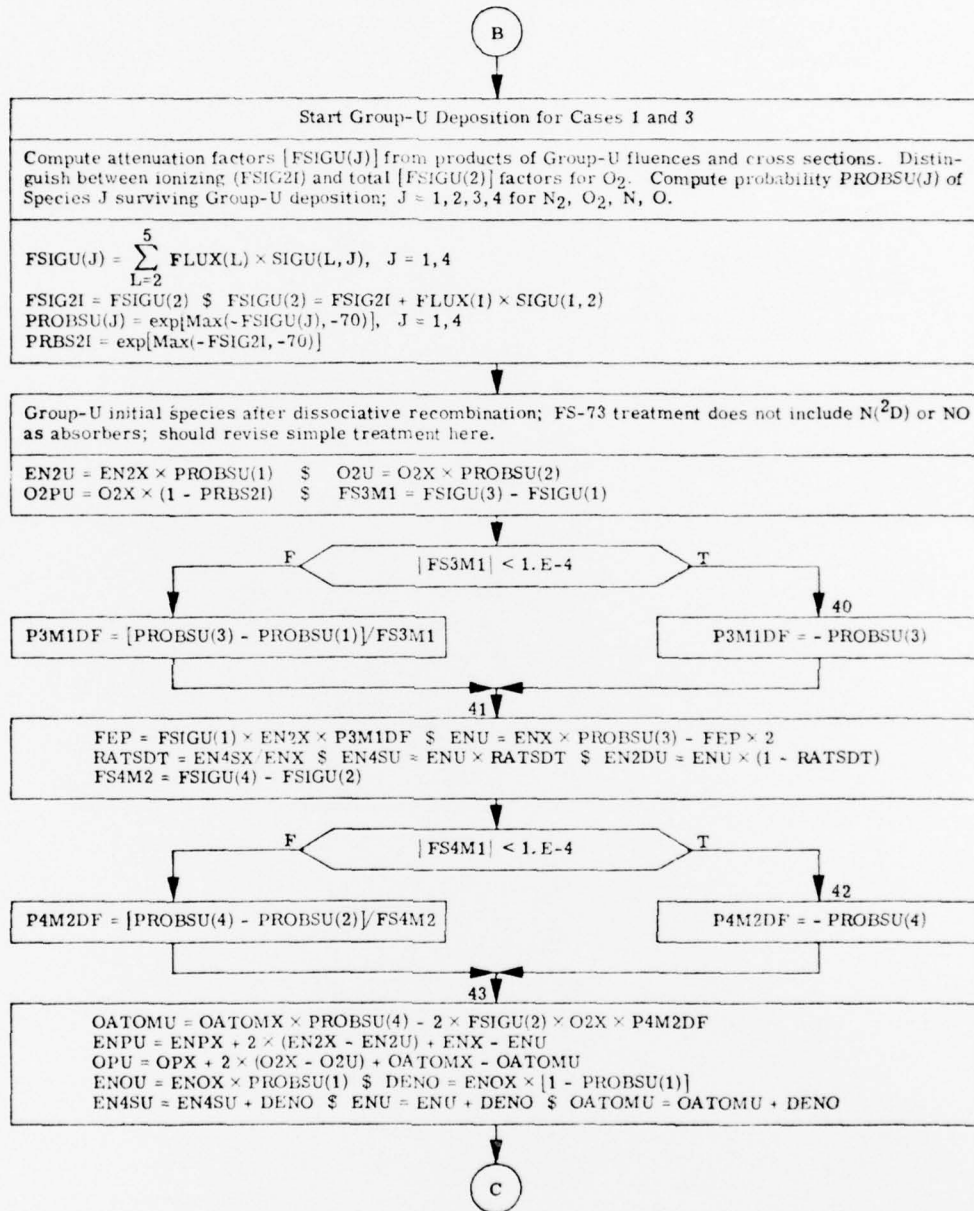 B
Start Group-U Deposition for Cases 1 and 3
Compute attenuation factors [FSIGU(J)] from products of Group-U fluences and cross sections. Distin-
guish between ionizing (FSIG2I) and total [FSIGU(2)] factors for O₂. Compute probability PROBSU(J) of
Species J surviving Group-U deposition; J = 1, 2, 3, 4 for N₂, O₂, N, O.
5
FSIGU(J) = ∑ FLUX(L) × SIGU(L, J), J = 1, 4
L=2
FSIG2I = FSIGU(2) $ FSIGU(2) = FSIG2I + FLUX(1) × SIGU(1, 2)
PROBSU(J) = exp[Max(-FSIGU(J), -70)], J = 1, 4
PRBS2I = exp[Max(-FSIG2I, -70)]
Group-U initial species after dissociative recombination; FS-73 treatment does not include N(²D) or NO
as absorbers; should revise simple treatment here.
EN2U = EN2X × PROBSU(1) $ O2U = O2X × PROBSU(2)
O2PU = O2X × (1 - PRBS2I) $ FS3M1 = FSIGU(3) - FSIGU(1)
F |FS3M1| < 1.E-4 T
40
P3M1DF = [PROBSU(3) - PROBSU(1)]/FS3M1 P3M1DF = - PROBSU(3)
41
FEP = FSIGU(1) × EN2X × P3M1DF $ ENU = ENX × PROBSU(3) - FEP × 2
RATSDT = EN4SX/ENX $ EN4SU = ENU × RATSDT $ EN2DU = ENU × (1 - RATSDT)
FS4M2 = FSIGU(4) - FSIGU(2)
F |FS4M1| < 1.E-4 T
42
P4M2DF = [PROBSU(4) - PROBSU(2)]/FS4M2 P4M2DF = - PROBSU(4)
43
OATOMU = OATOMX × PROBSU(4) - 2 × FSIGU(2) × O2X × P4M2DF
ENPU = ENPX + 2 × (EN2X - EN2U) + ENX - ENU
OPU = OPX + 2 × (O2X - O2U) + OATOMX - OATOMU
ENOU = ENOX × PROBSU(1) $ DENO = ENOX × [1 - PROBSU(1)]
EN4SU = EN4SU + DENO $ ENU = ENU + DENO $ OATOMU = OATOMU + DENO
C